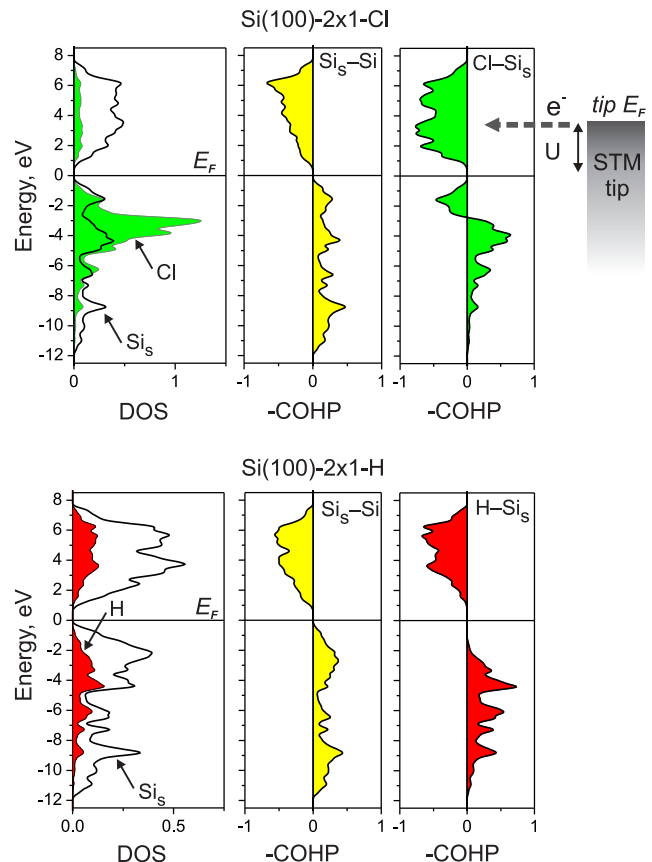 Si(100)-2x1-Cl
Energy, eV
8
6
4
2
0
-2
-4
-6
-8
-10
-12
E_F
Cl
Si_S
0
1
DOS
Si_S–Si
-1
0
1
-COHP
Cl–Si_S
-1
0
1
-COHP
e⁻
U
tip E_F
STM
tip
Si(100)-2x1-H
Energy, eV
8
6
4
2
0
-2
-4
-6
-8
-10
-12
E_F
H
Si_S
0.0
0.5
DOS
Si_S–Si
-1
0
1
-COHP
H–Si_S
-1
0
1
-COHP